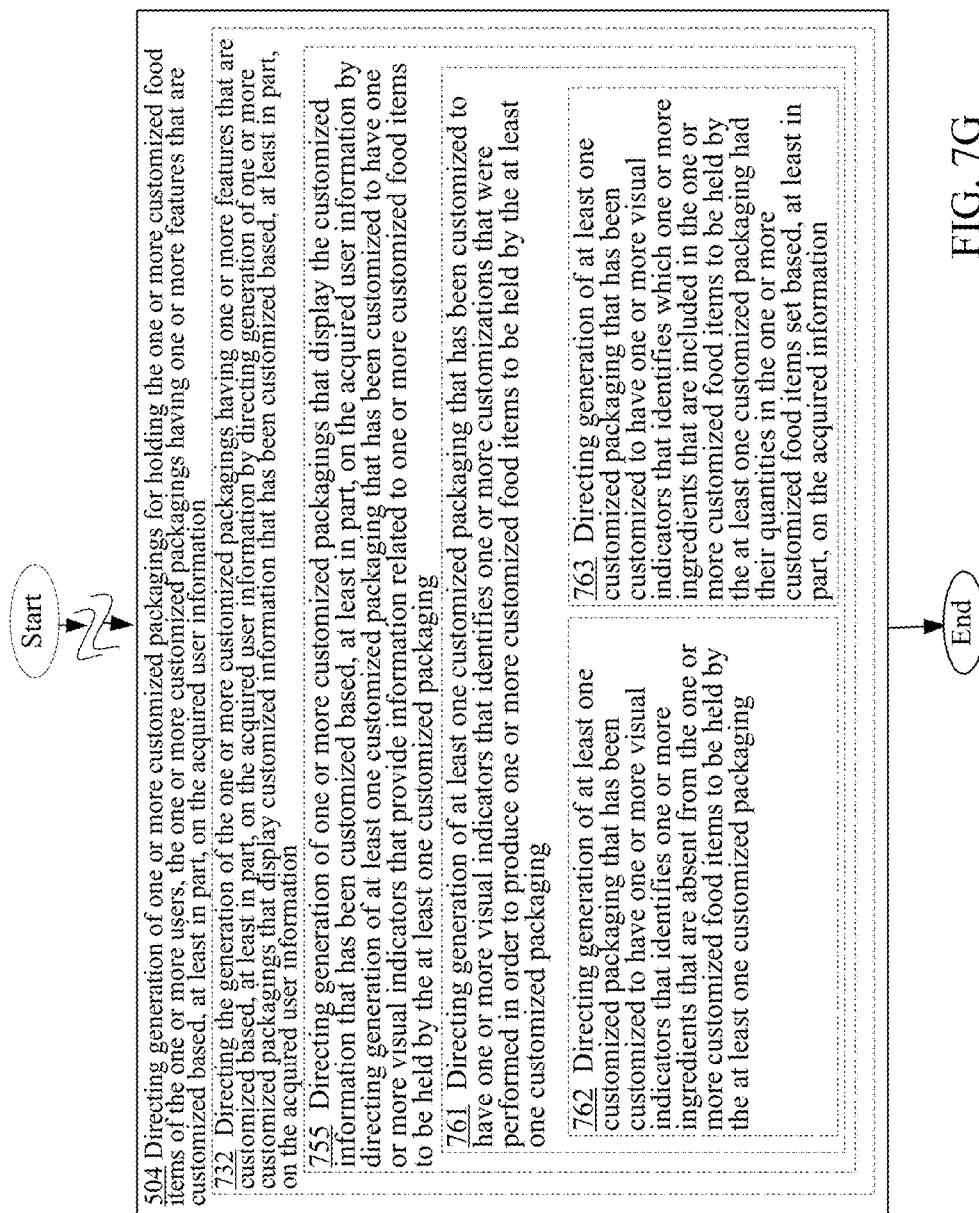 Start
504 Directing generation of one or more customized packagings for holding the one or more customized food
items of the one or more users, the one or more customized packagings having one or more features that are
customized based, at least in part, on the acquired user information
732 Directing the generation of the one or more customized packagings having one or more features that are
customized based, at least in part, on the acquired user information by directing generation of one or more
customized packagings that display customized information that has been customized based, at least in part,
on the acquired user information
755 Directing generation of one or more customized packagings that display the customized
information that has been customized based, at least in part, on the acquired user information by
directing generation of at least one customized packaging that has been customized to have one
or more visual indicators that provide information related to one or more customized food items
to be held by the at least one customized packaging
761 Directing generation of at least one customized packaging that has been customized to
have one or more visual indicators that identifies one or more customizations that were
performed in order to produce one or more customized food items to be held by the at least
one customized packaging
762 Directing generation of at least one
customized packaging that has been
customized to have one or more visual
indicators that identifies one or more
ingredients that are absent from the one or
more customized food items to be held by
the at least one customized packaging
763 Directing generation of at least one
customized packaging that has been
customized to have one or more visual
indicators that identifies which one or more
ingredients that are included in the one or
more customized food items to be held by
the at least one customized packaging had
their quantities in the one or more
customized food items set based, at least in
part, on the acquired information
End
FIG. 7G